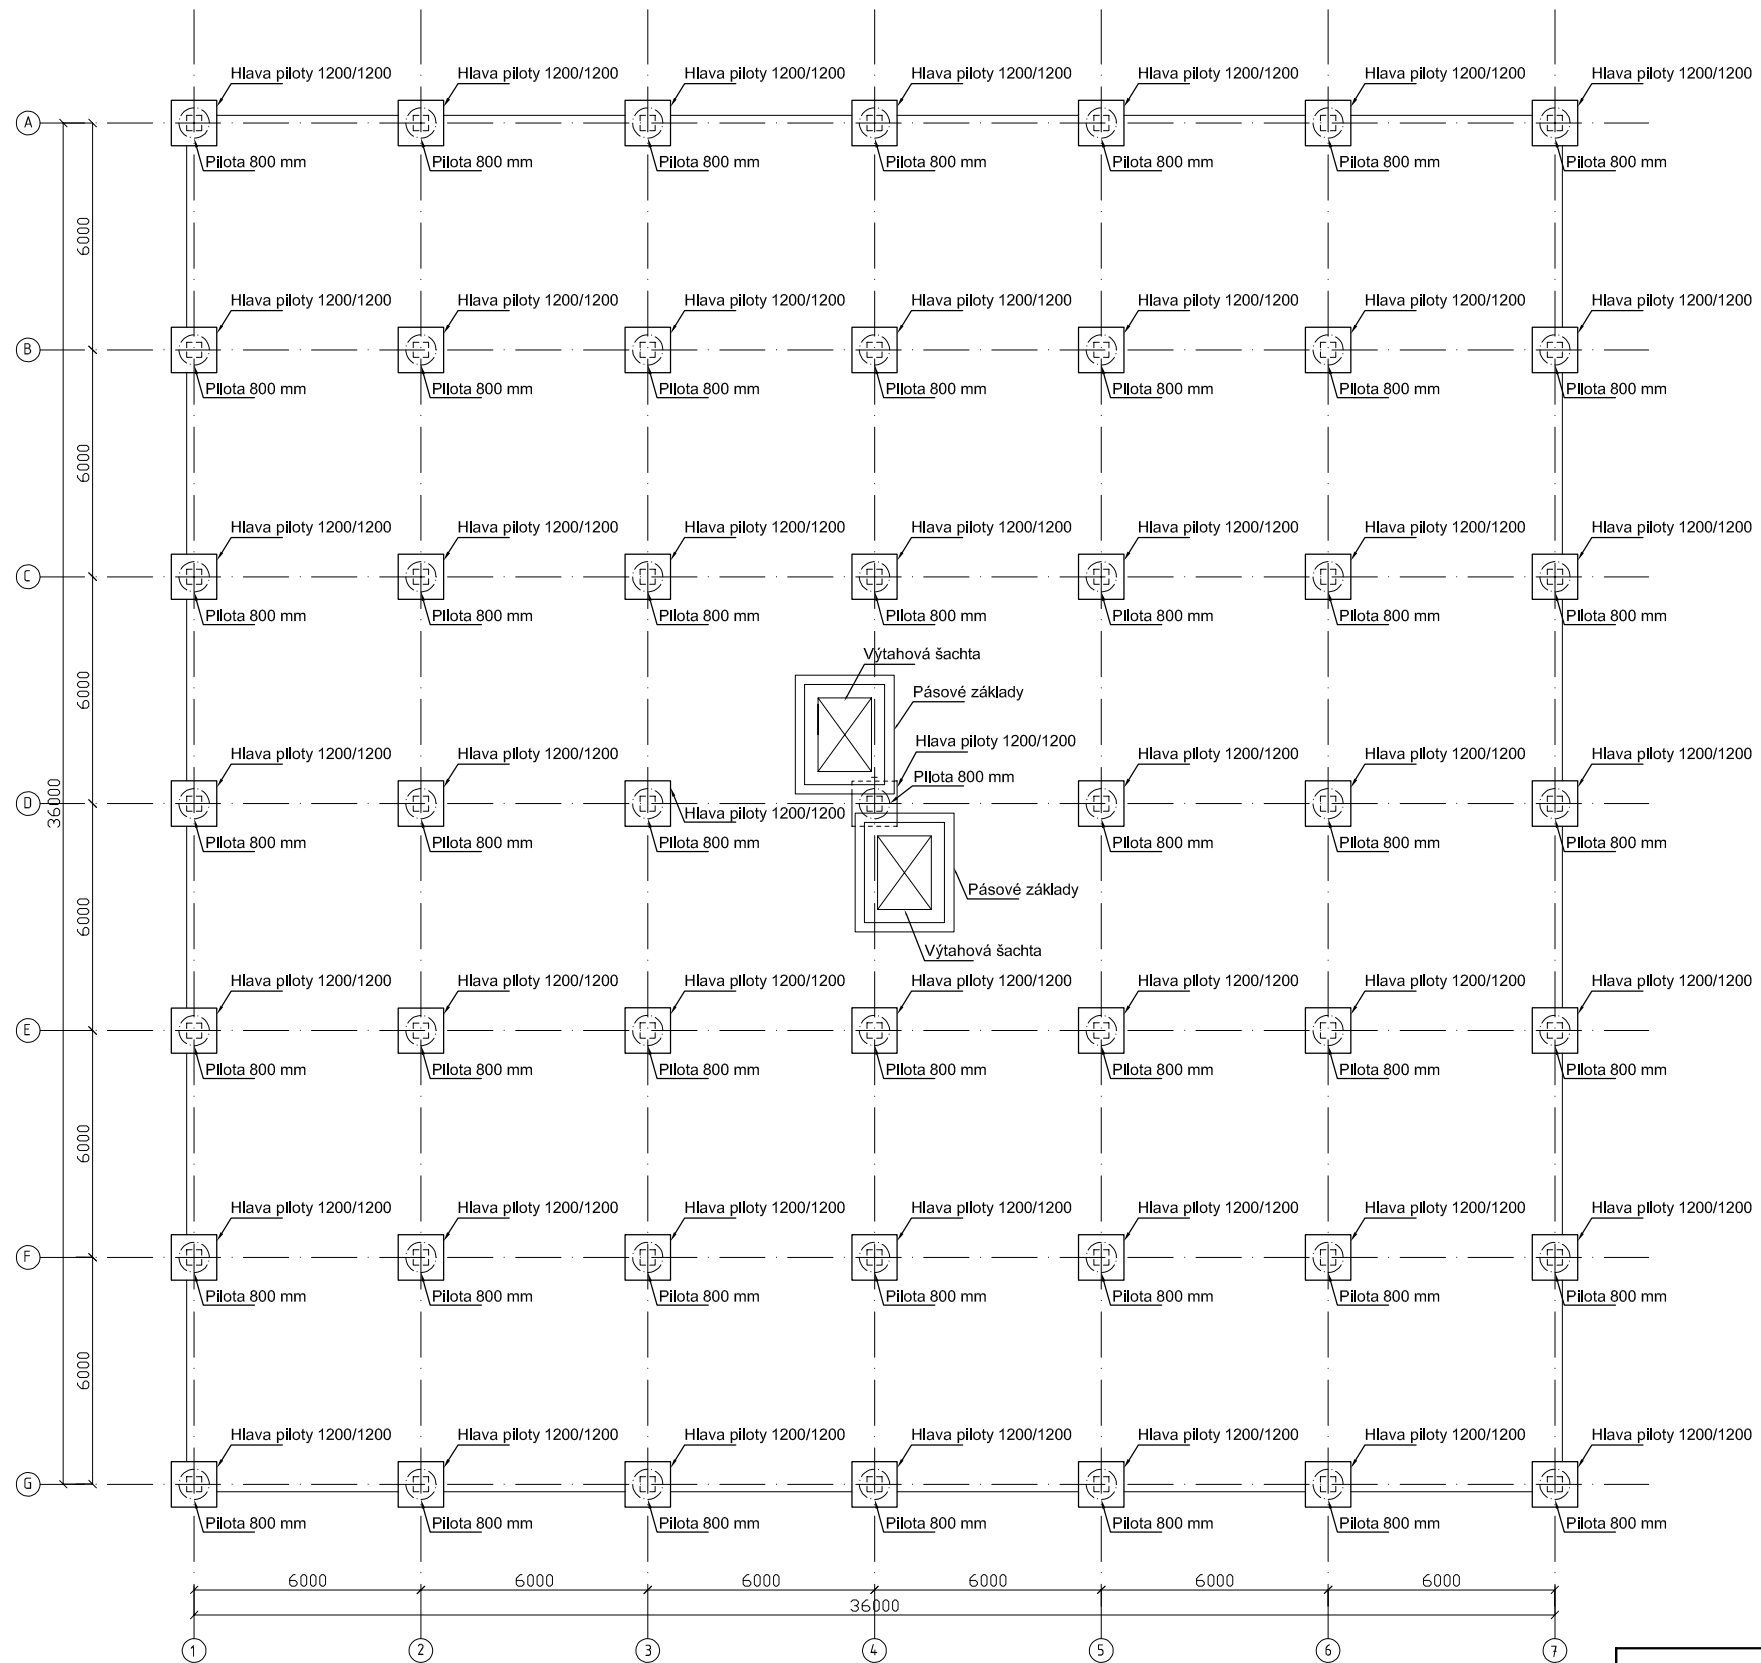 Hlava piloty 1200/1200 Hlava piloty 1200/1200 Hlava piloty 1200/1200 Hlava piloty 1200/1200 Hlava piloty 1200/1200 Hlava piloty 1200/1200 Hlava piloty 1200/1200
A
Pilota 800 mm Pilota 800 mm Pilota 800 mm Pilota 800 mm Pilota 800 mm Pilota 800 mm Pilota 800 mm
6000
Hlava piloty 1200/1200 Hlava piloty 1200/1200 Hlava piloty 1200/1200 Hlava piloty 1200/1200 Hlava piloty 1200/1200 Hlava piloty 1200/1200 Hlava piloty 1200/1200
B
Pilota 800 mm Pilota 800 mm Pilota 800 mm Pilota 800 mm Pilota 800 mm Pilota 800 mm Pilota 800 mm
6000
Hlava piloty 1200/1200 Hlava piloty 1200/1200 Hlava piloty 1200/1200 Hlava piloty 1200/1200 Hlava piloty 1200/1200 Hlava piloty 1200/1200 Hlava piloty 1200/1200
C
Pilota 800 mm Pilota 800 mm Pilota 800 mm Pilota 800 mm Pilota 800 mm Pilota 800 mm Pilota 800 mm
Výtahová šachta
6000
Pásové základy
Hlava piloty 1200/1200
Hlava piloty 1200/1200 Hlava piloty 1200/1200 Hlava piloty 1200/1200 Hlava piloty 1200/1200 Hlava piloty 1200/1200
Pilota 800 mm
D
36000
Hlava piloty 1200/1200
Pilota 800 mm Pilota 800 mm Pilota 800 mm Pilota 800 mm Pilota 800 mm Pilota 800 mm
Pásové základy
6000
Výtahová šachta
Hlava piloty 1200/1200 Hlava piloty 1200/1200 Hlava piloty 1200/1200 Hlava piloty 1200/1200 Hlava piloty 1200/1200 Hlava piloty 1200/1200 Hlava piloty 1200/1200
E
Pilota 800 mm Pilota 800 mm Pilota 800 mm Pilota 800 mm Pilota 800 mm Pilota 800 mm Pilota 800 mm
6000
Hlava piloty 1200/1200 Hlava piloty 1200/1200 Hlava piloty 1200/1200 Hlava piloty 1200/1200 Hlava piloty 1200/1200 Hlava piloty 1200/1200 Hlava piloty 1200/1200
F
Pilota 800 mm Pilota 800 mm Pilota 800 mm Pilota 800 mm Pilota 800 mm Pilota 800 mm Pilota 800 mm
6000
Hlava piloty 1200/1200 Hlava piloty 1200/1200 Hlava piloty 1200/1200 Hlava piloty 1200/1200 Hlava piloty 1200/1200 Hlava piloty 1200/1200 Hlava piloty 1200/1200
G
Pilota 800 mm Pilota 800 mm Pilota 800 mm Pilota 800 mm Pilota 800 mm Pilota 800 mm Pilota 800 mm
6000 6000 6000 6000 6000 6000
36000
1 2 3 4 5 6 7